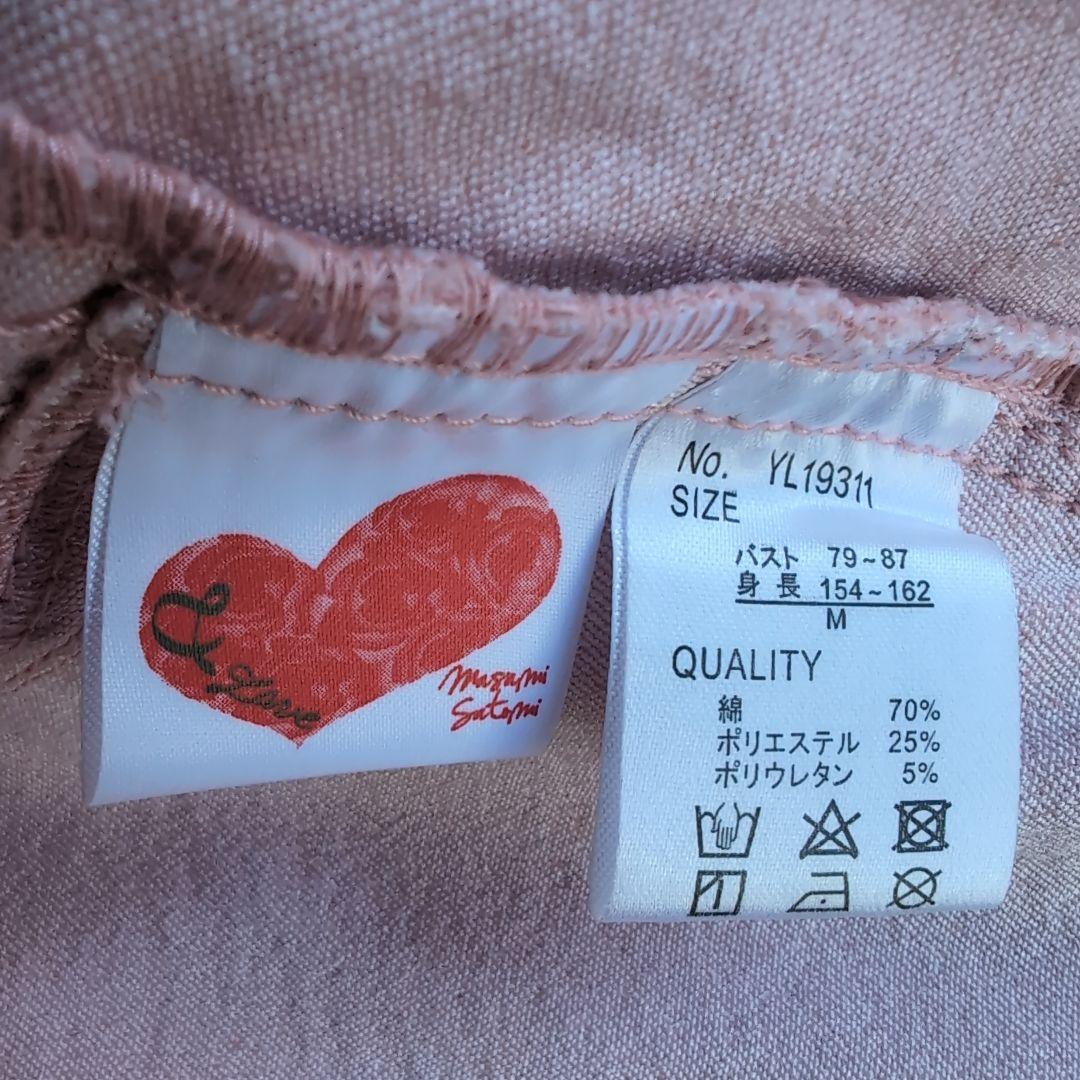 Love
Masami
Satomi
No. YL19311
SIZE
バスト 79~87
身長 154~162
M
QUALITY
綿 70%
ポリエステル 25%
ポリウレタン 5%